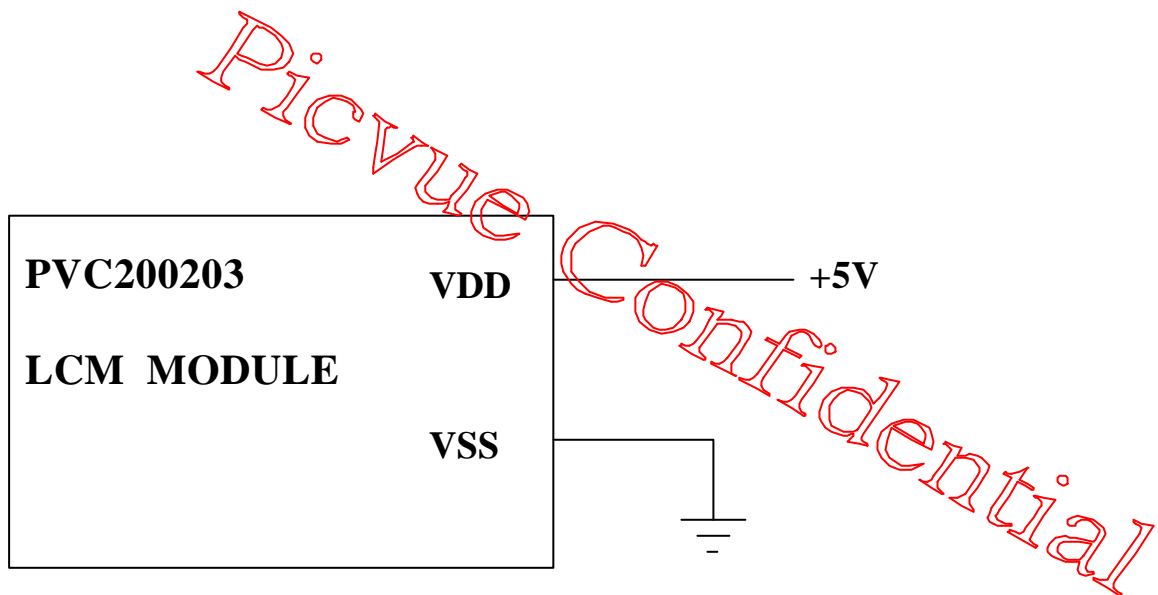 Picvue Confidential
PVC200203
VDD
+5V
LCM  MODULE
VSS